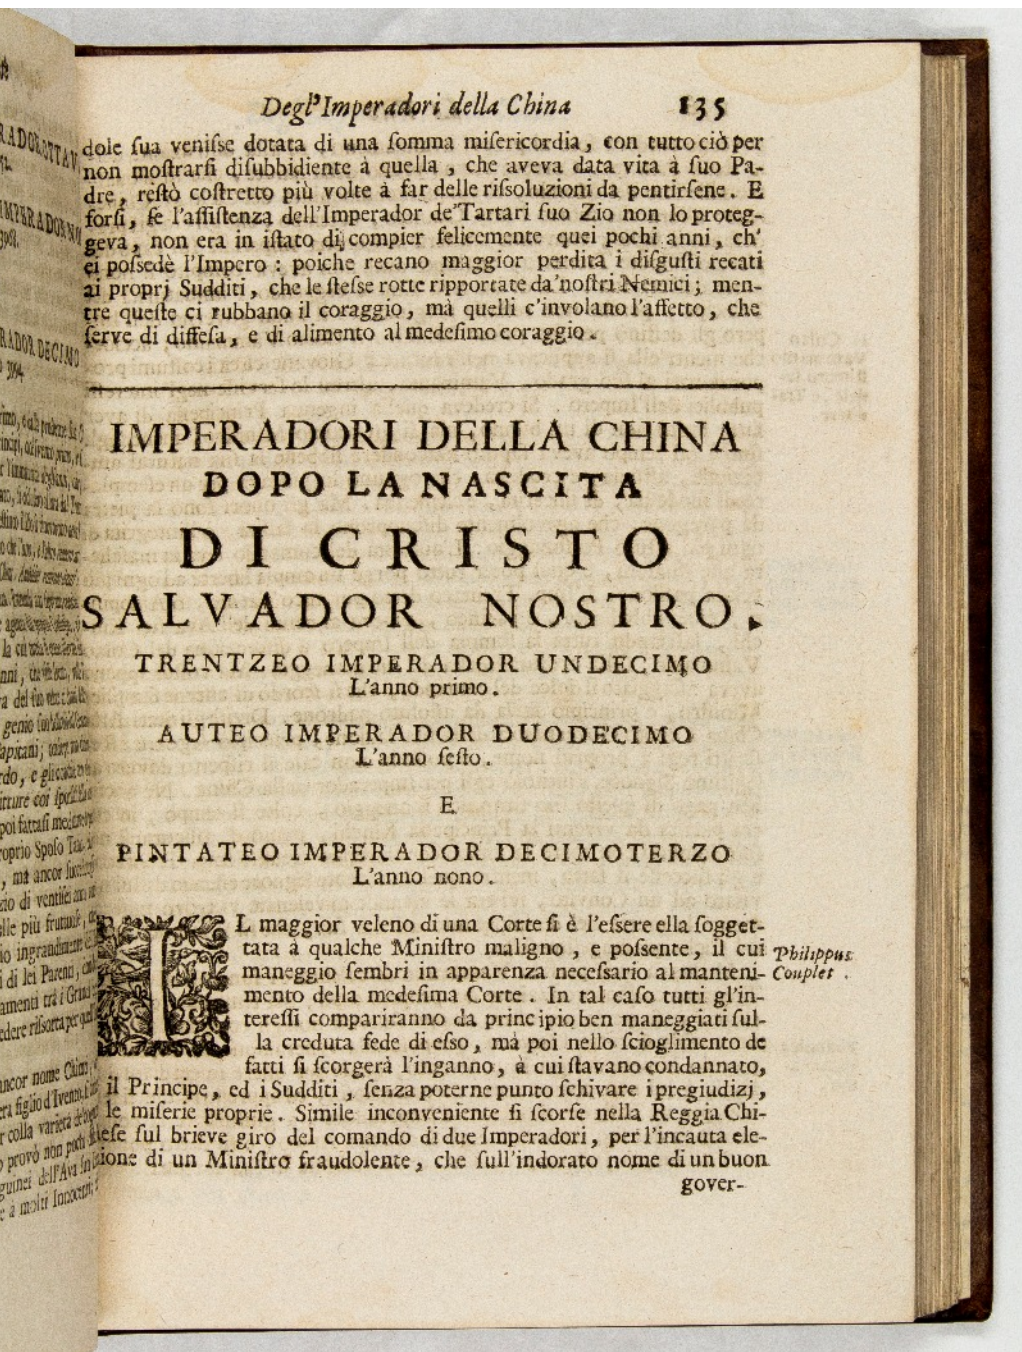 Degl'Imperadori della China 135
dole sua venisse dotata di una somma misericordia, con tutto ciò per
non mostrarsi disubbidiente à quella, che aveva data vita à suo Pa-
dre, restò costretto più volte à far delle rissoluzioni da pentirsene. E
forsi, se l'assistenza dell'Imperador de'Tartari suo Zio non lo proteg-
geva, non era in istato di compier felicemente quei pochi anni, ch'
ei possedè l'Impero: poiche recano maggior perdita i disgusti recati
ai proprj Sudditi, che le stesse rotte ripportate da'nostri Nemici; men-
tre queste ci rubbano il coraggio, mà quelli c'involano l'affetto, che
serve di diffesa, e di alimento al medesimo coraggio.
IMPERADORI DELLA CHINA
DOPO LA NASCITA
DI CRISTO
SALVADOR NOSTRO.
TRENTZEO IMPERADOR UNDECIMO
L'anno primo.
AUTEO IMPERADOR DUODECIMO
L'anno sesto.
E
PINTATEO IMPERADOR DECIMOTERZO
L'anno nono.
IL maggior veleno di una Corte si è l'essere ella sogget-
tata à qualche Ministro maligno, e possente, il cui
maneggio sembri in apparenza necessario al manteni-
mento della medesima Corte. In tal caso tutti gl'in-
teressi compariranno da principio ben maneggiati sul-
la creduta fede di esso, mà poi nello scioglimento de
fatti si scorgerà l'inganno, à cui stavano condannato,
il Principe, ed i Sudditi, senza poterne punto schivare i pregiudizj,
le miserie proprie. Simile inconveniente si scorse nella Reggia Chi-
nese sul brieve giro del comando di due Imperadori, per l'incauta ele-
zione di un Ministro fraudolente, che sull'indorato nome di un buon
gover-
Philippus
Couplet.